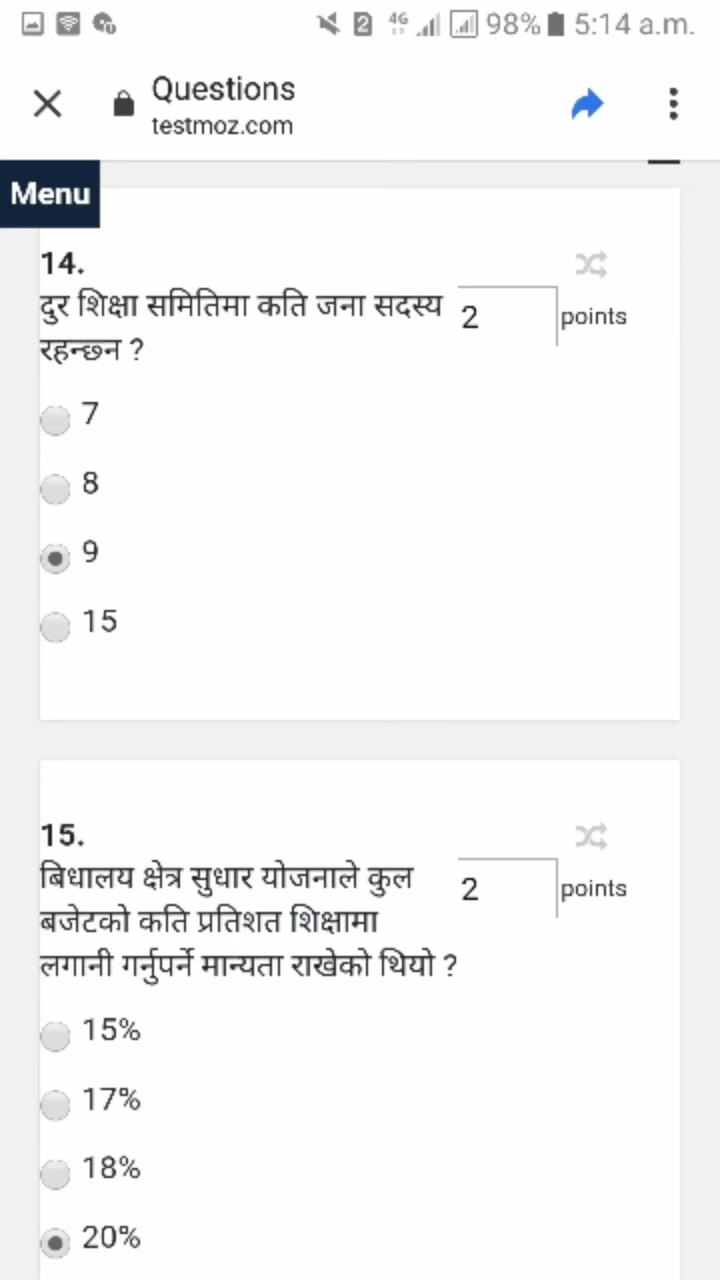 2 4G 98% 5:14 a.m.
Questions
testmoz.com
Menu
14.
दुर शिक्षा समितिमा कति जना सदस्य 2 points
रहन्छन ?
7
8
9
15
15.
बिधालय क्षेत्र सुधार योजनाले कुल 2 points
बजेटको कति प्रतिशत शिक्षामा
लगानी गर्नुपर्ने मान्यता राखेको थियो ?
15%
17%
18%
20%